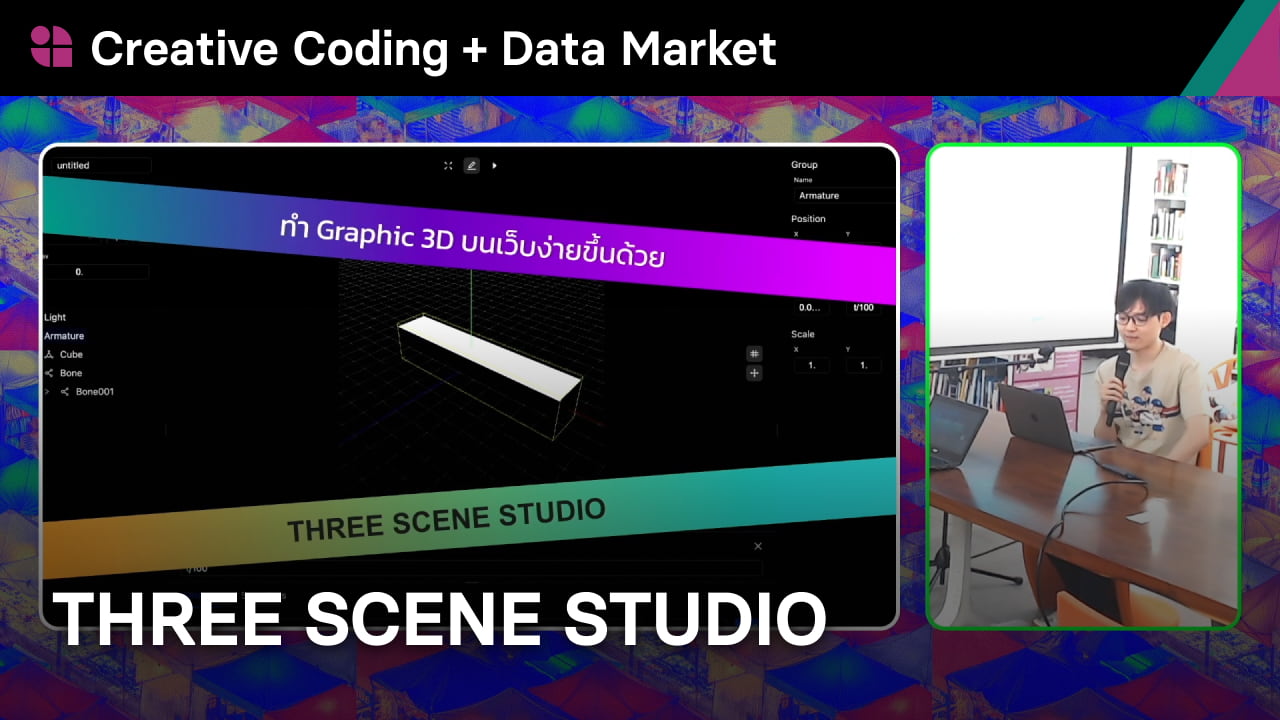 Creative Coding + Data Market
untitled
Group
Name
Armature
Position
X Y
ทำ Graphic 3D บนเว็บง่ายขึ้นด้วย
0.
0.0... t/100
Light
Scale
Armature
X Y
Cube
1. 1.
Bone
Bone001
THREE SCENE STUDIO
t/100
THREE SCENE STUDIO